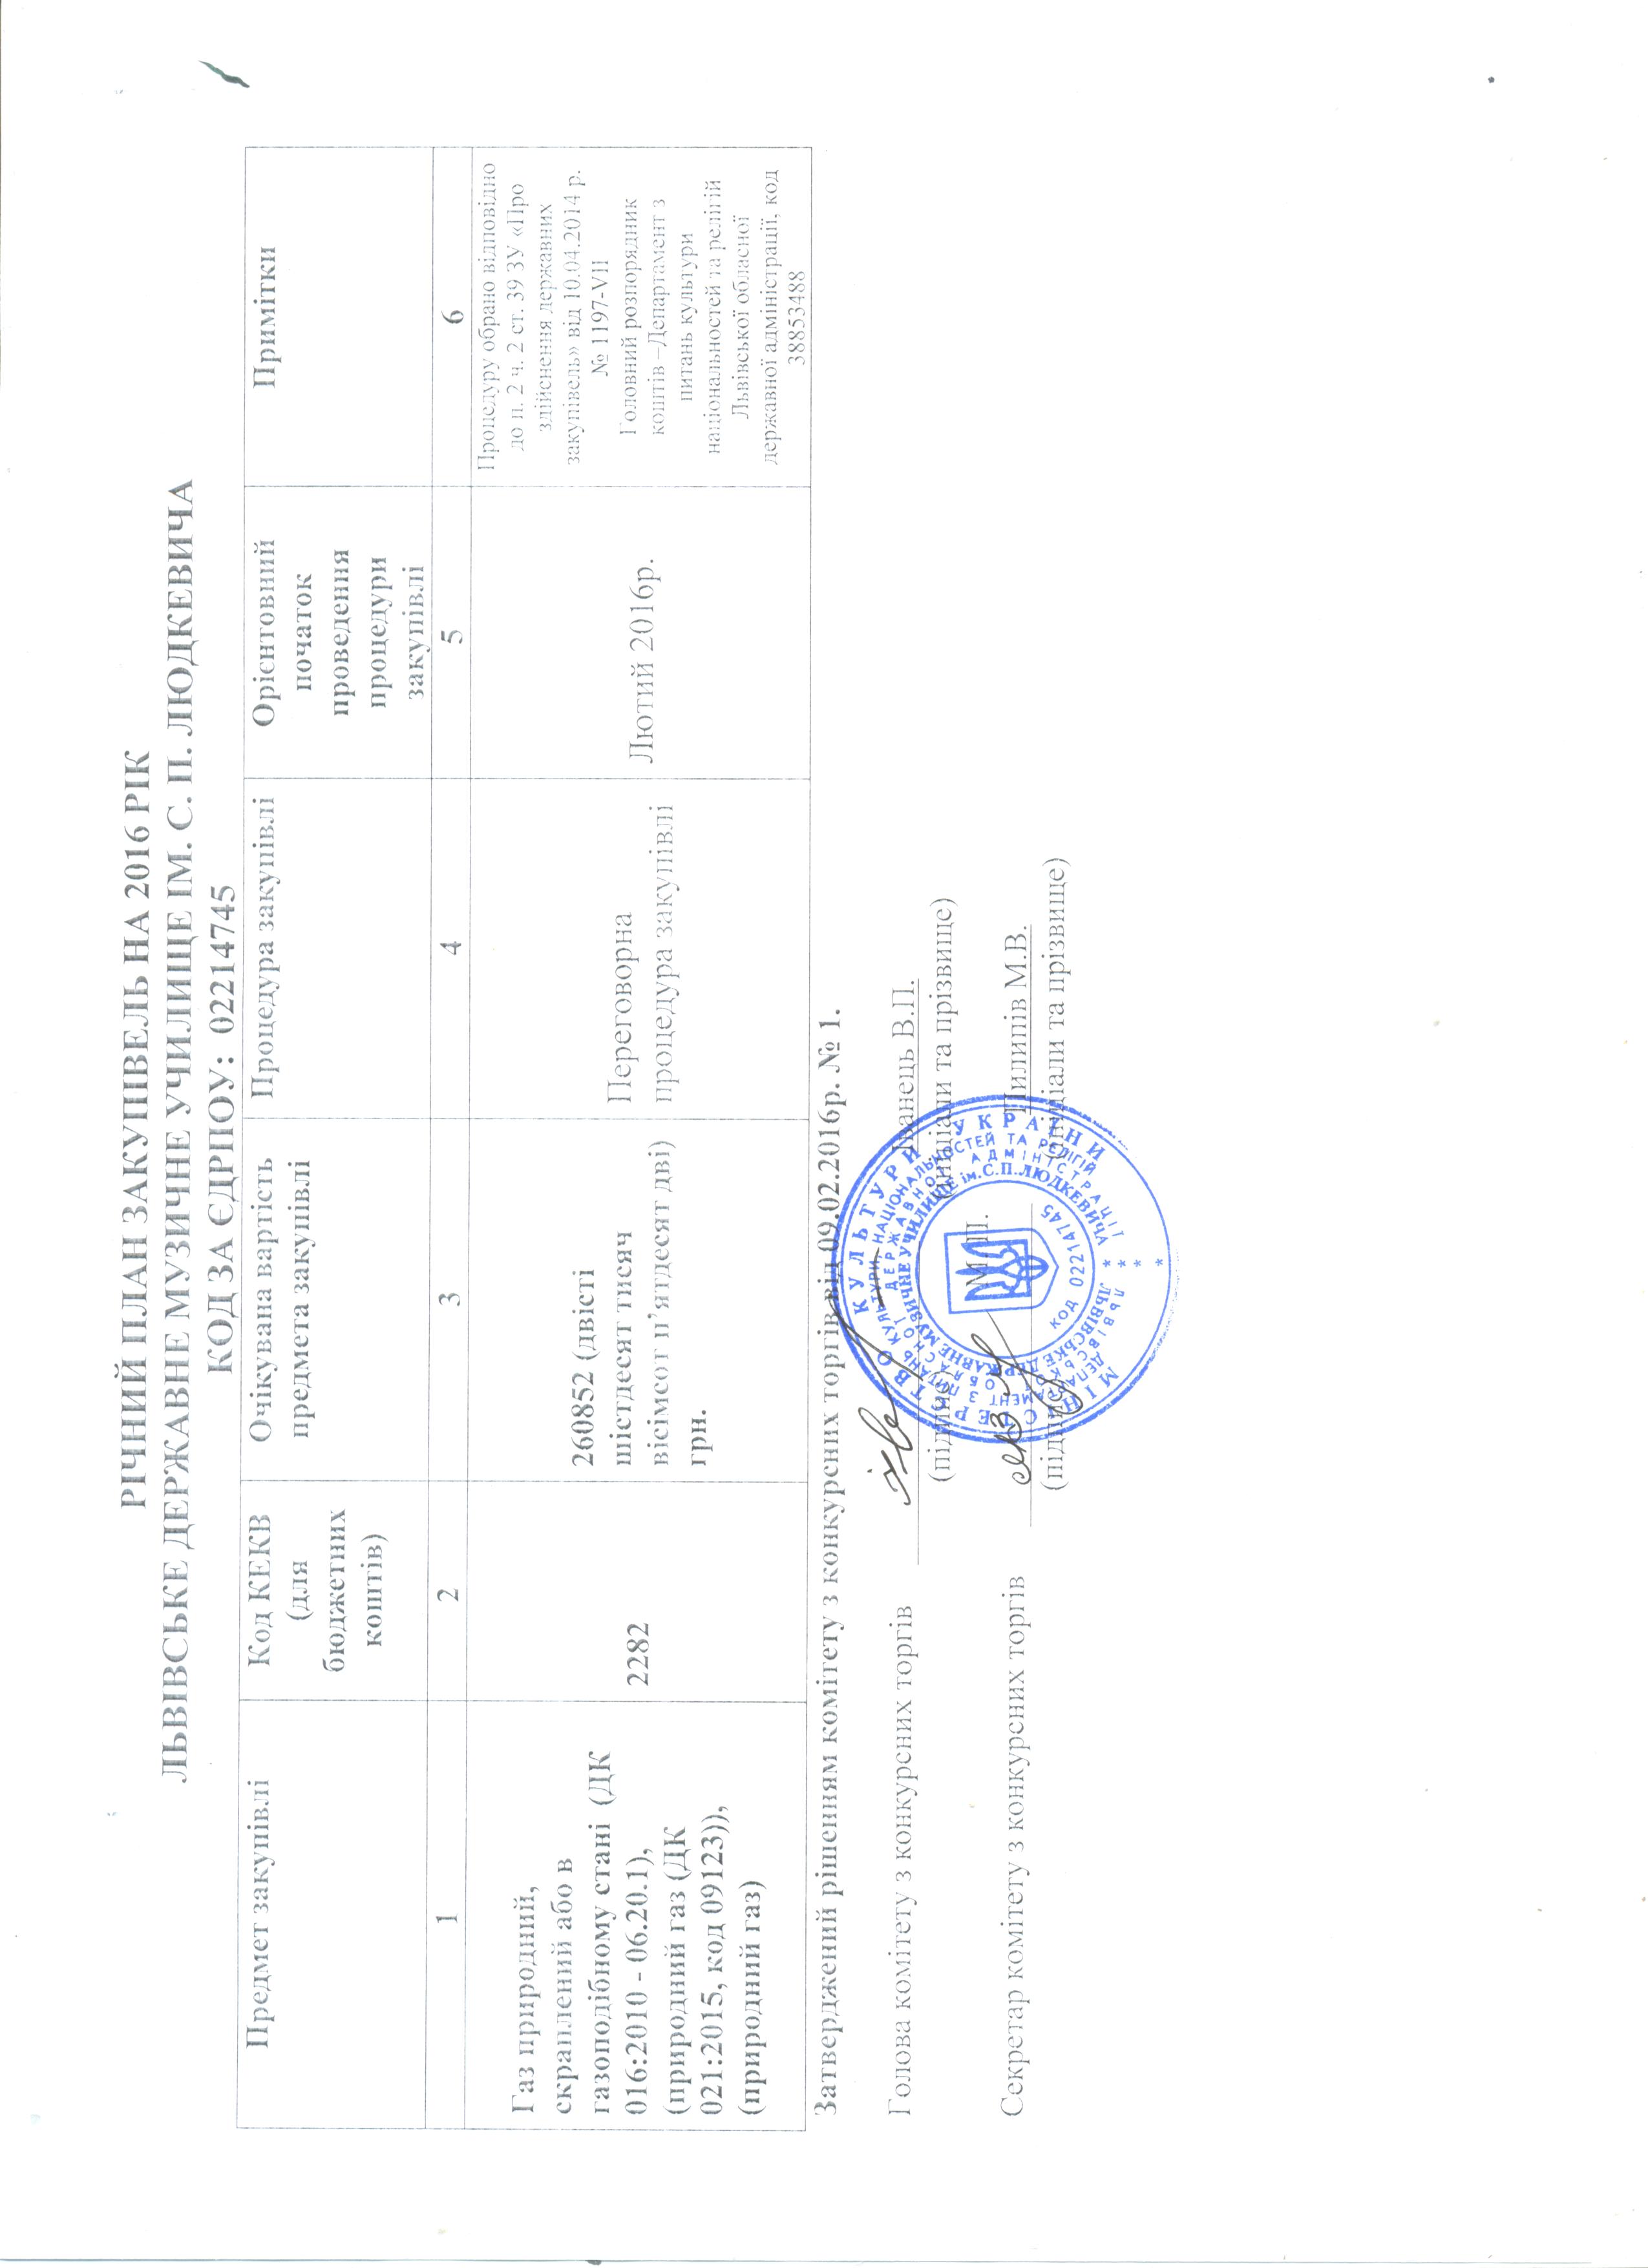 РІЧНИЙ ПЛАН ЗАКУПІВЕЛЬ НА 2016 РІК
ЛЬВІВСЬКЕ ДЕРЖАВНЕ МУЗИЧНЕ УЧИЛИЩЕ ІМ. С. П. ЛЮДКЕВИЧА
КОД ЗА ЄДРПОУ: 02214745
Предмет закупівлі
Код КЕКВ
(для
бюджетних
коштів)
Очікувана вартість
предмета закупівлі
Процедура закупівлі
Орієнтовний
початок
проведення
процедури
закупівлі
Примітки
1
2
3
4
5
6
Газ природний,
скраплений або в
газоподібному стані (ДК
016:2010 - 06.20.1),
(природний газ (ДК
021:2015, код 09123)),
(природний газ)
2282
260852 (двісті
шістдесят тисяч
вісімсот п’ятдесят дві)
грн.
Переговорна
процедура закупівлі
Лютий 2016р.
Процедуру обрано відповідно
до п. 2 ч. 2 ст. 39 ЗУ «Про
здійснення державних
закупівель» від 10.04.2014 р.
№ 1197-VII
Головний розпорядник
коштів –Департамент з
питань культури
національностей та релігій
Львівської обласної
державної адміністрації, код
38853488
Затверджений рішенням комітету з конкурсних торгів від 09.02.2016р. № 1.
Голова комітету з конкурсних торгів
В.П.
(підпис)
(ініціали та прізвище)
М.П.
Секретар комітету з конкурсних торгів
Пилипів М.В.
(підпис)
(ініціали та прізвище)
МІНІСТЕРСТВО КУЛЬТУРИ УКРАЇНИ
ДЕПАРТАМЕНТ З ПИТАНЬ КУЛЬТУРИ, НАЦІОНАЛЬНОСТЕЙ ТА РЕЛІГІЙ
ЛЬВІВСЬКОЇ ОБЛАСНОЇ ДЕРЖАВНОЇ АДМІНІСТРАЦІЇ
ЛЬВІВСЬКЕ ДЕРЖАВНЕ МУЗИЧНЕ УЧИЛИЩЕ ім. С.П.ЛЮДКЕВИЧА
КОД 02214745